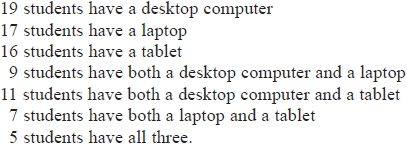 19 students have a desktop computer
17 students have a laptop
16 students have a tablet
9 students have both a desktop computer and a laptop
11 students have both a desktop computer and a tablet
7 students have both a laptop and a tablet
5 students have all three.